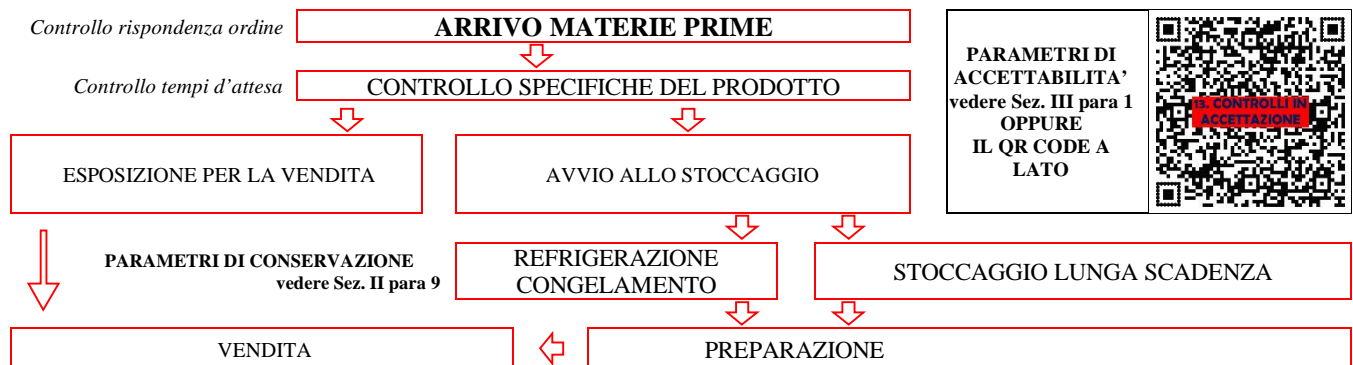 Controllo rispondenza ordine
ARRIVO MATERIE PRIME
Controllo tempi d'attesa
CONTROLLO SPECIFICHE DEL PRODOTTO
PARAMETRI DI
ACCETTABILITA'
vedere Sez. III para 1
OPPURE
IL QR CODE A
LATO
13. CONTROLLI IN
ACCETTAZIONE
ESPOSIZIONE PER LA VENDITA
AVVIO ALLO STOCCAGGIO
PARAMETRI DI CONSERVAZIONE
vedere Sez. II para 9
REFRIGERAZIONE
CONGELAMENTO
STOCCAGGIO LUNGA SCADENZA
VENDITA
PREPARAZIONE